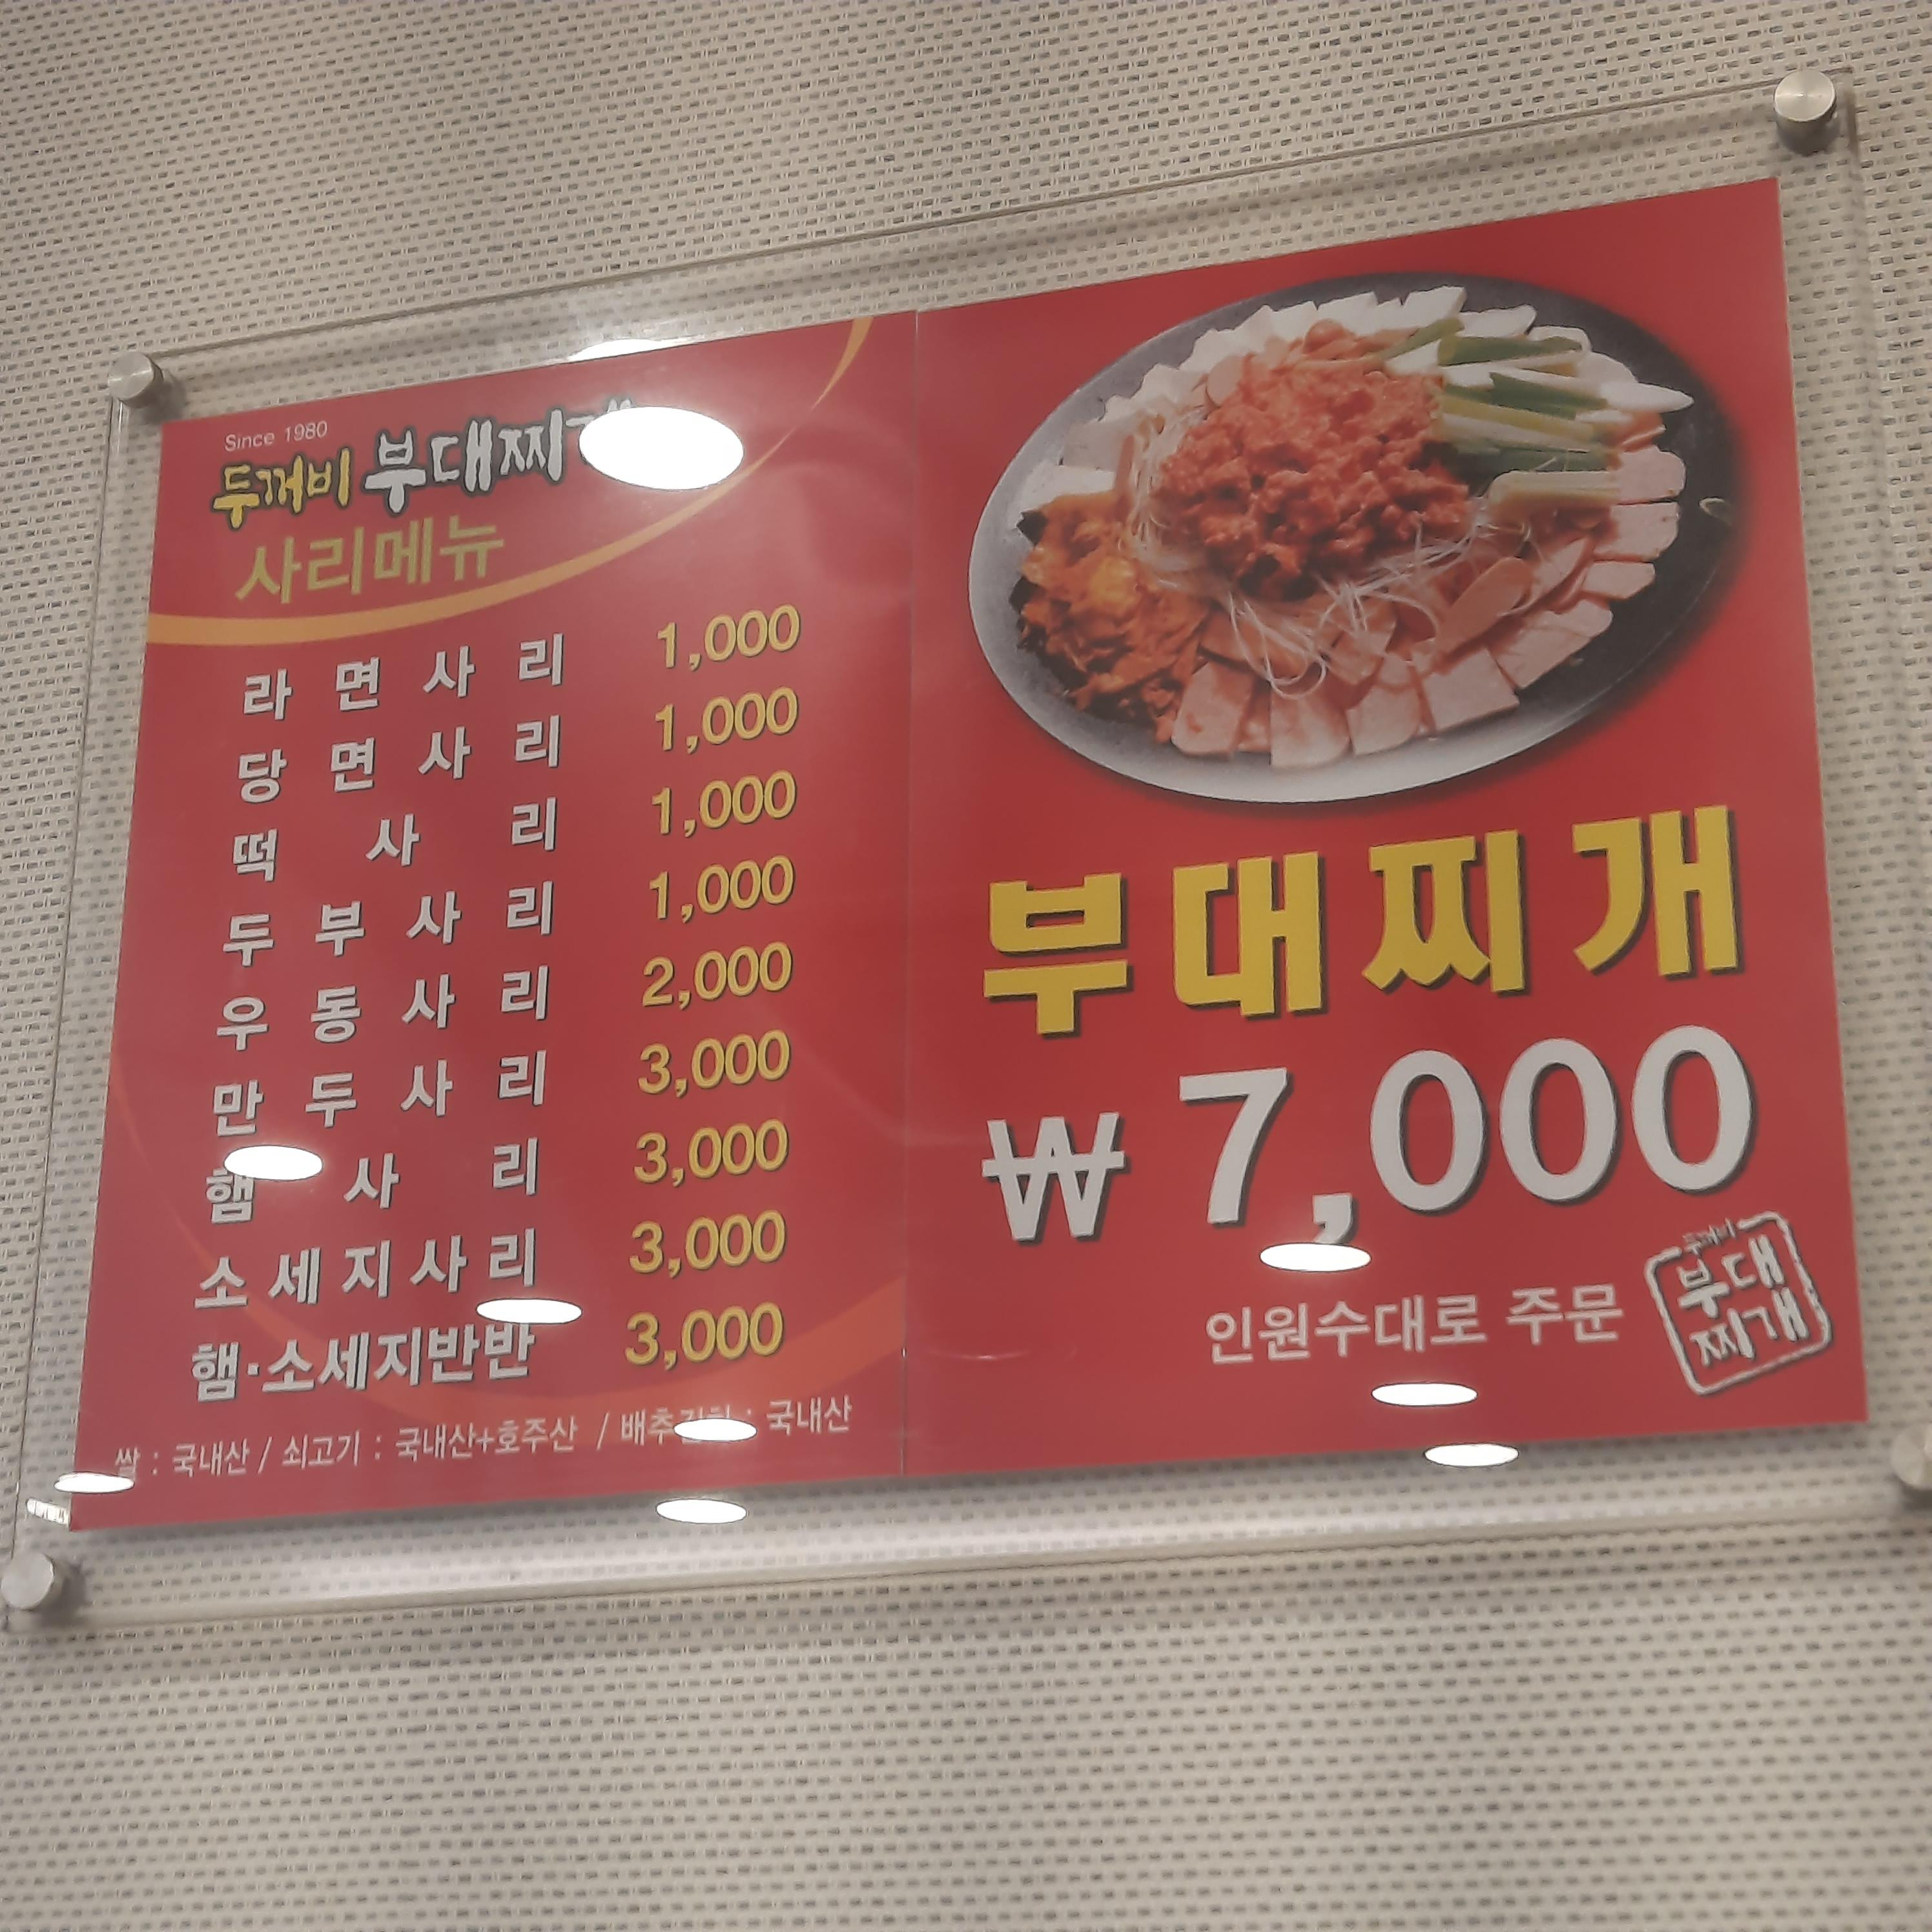 Since 1980
두꺼비 부대찌개
사리메뉴
라면사리 1,000
당면사리 1,000
떡사리 1,000
두부사리 1,000
우동사리 2,000
만두사리 3,000
햄사리 3,000
소세지사리 3,000
햄·소세지반반 3,000
쌀 : 국내산 / 쇠고기 : 국내산+호주산 / 배추김치 : 국내산
부대찌개
₩ 7,000
인원수대로 주문
두꺼비
부대
찌개